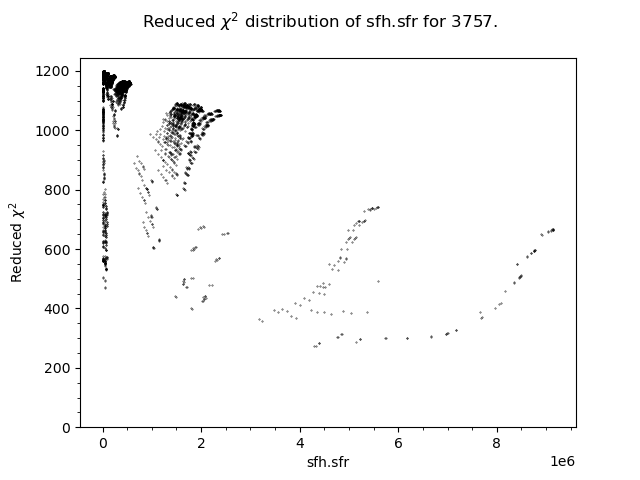 Reduced χ² distribution of sfh.sfr for 3757.
1200
1000
800
600
400
200
0
Reduced χ²
0 2 4 6 8
1e6
sfh.sfr